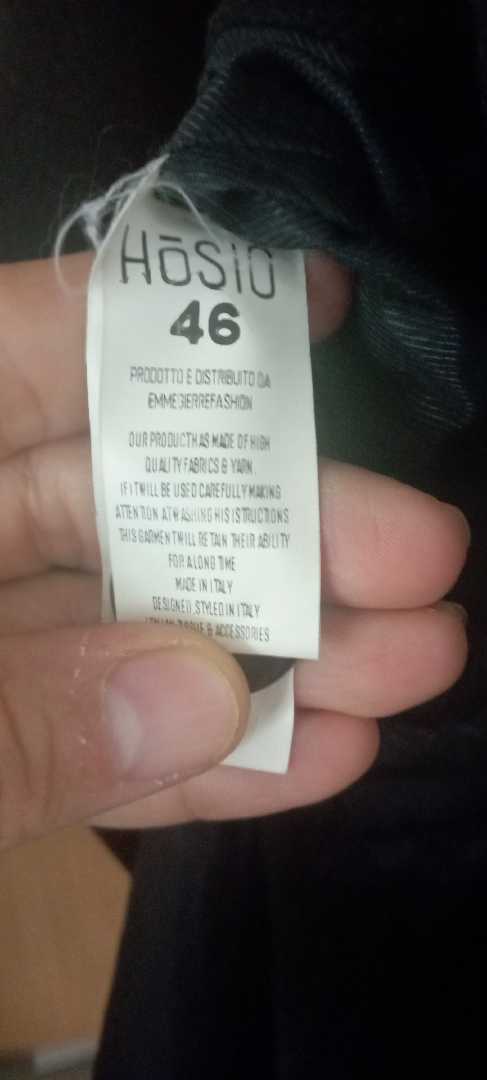 HōSIO
46
PRODOTTO E DISTRIBUITO DA
EMMEGIERREFASHION
OUR PRODUCTHAS MADE OF HIGH
QUALITY FABRICS & YARN.
IF IT WILL BE USED CAREFULLY MAKING
ATTENTION AT WASHING HIS ISTRUCTIONS
THIS GARMENT WILL RETAIN THEIR ABILITY
FOR A LONG TIME
MADE IN ITALY
DESIGNED, STYLED IN ITALY
& ACCESSORIES